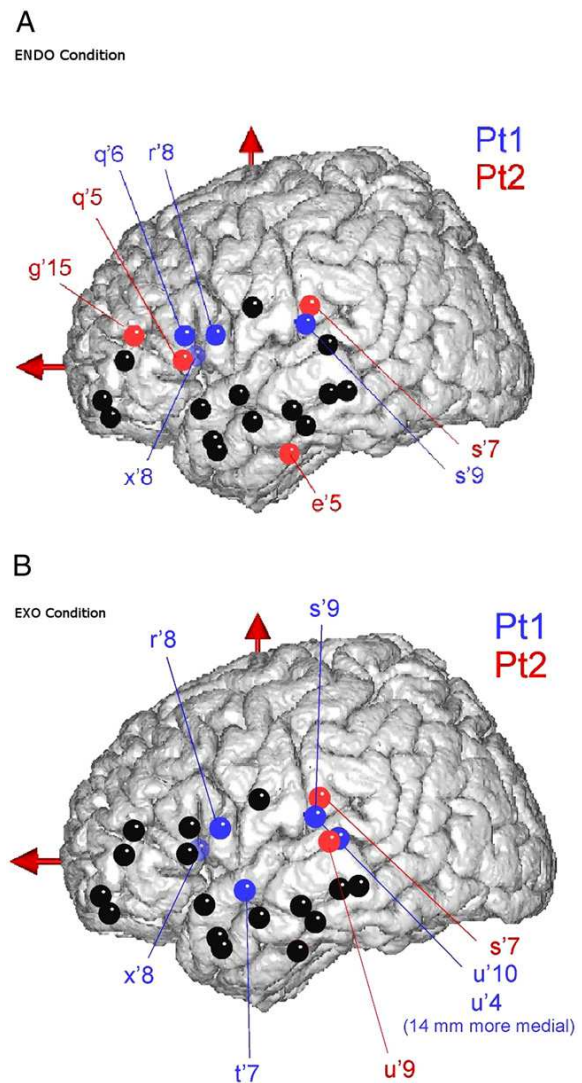 A
ENDO Condition
q'6 r'8
Pt1
q'5
Pt2
g'15
x'8
s'7
s'9
e'5
B
EXO Condition
s'9
r'8
Pt1
Pt2
x'8
s'7
u'10
u'4
(14 mm more medial)
t'7
u'9